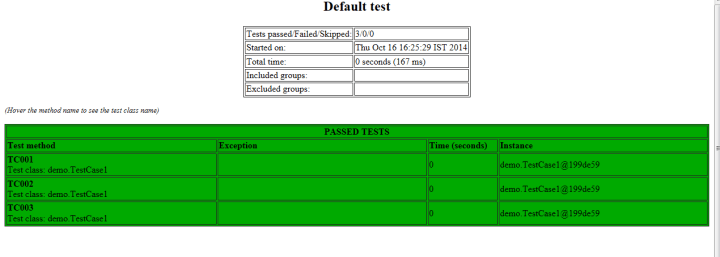 Default test
Tests passed/Failed/Skipped: 3/0/0
Started on: Thu Oct 16 16:25:29 IST 2014
Total time: 0 seconds (167 ms)
Included groups:
Excluded groups:
(Hover the method name to see the test class name)
PASSED TESTS
Test method Exception Time (seconds) Instance
TC001
Test class: demo.TestCase1 0 demo.TestCase1@199de59
TC002
Test class: demo.TestCase1 0 demo.TestCase1@199de59
TC003
Test class: demo.TestCase1 0 demo.TestCase1@199de59